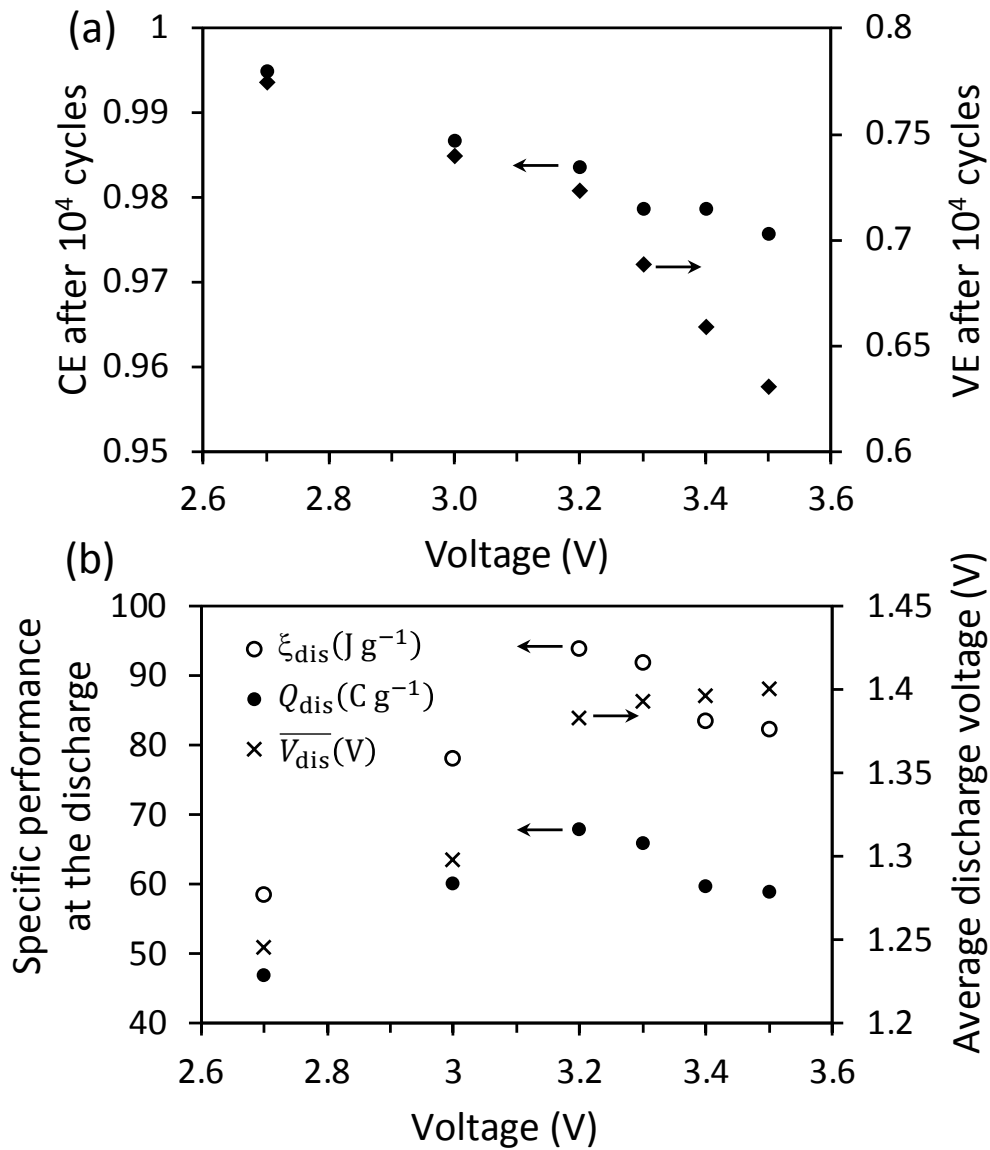 (a)
1
0.99
0.98
0.97
0.96
0.95
CE after 10⁴ cycles
0.8
0.75
0.7
0.65
0.6
VE after 10⁴ cycles
2.6 2.8 3.0 3.2 3.4 3.6
Voltage (V)
(b)
100
90
80
70
60
50
40
Specific performance
at the discharge
ξ_dis(J g⁻¹)
Q_dis(C g⁻¹)
V̅_dis(V)
1.45
1.4
1.35
1.3
1.25
1.2
Average discharge voltage (V)
2.6 2.8 3 3.2 3.4 3.6
Voltage (V)